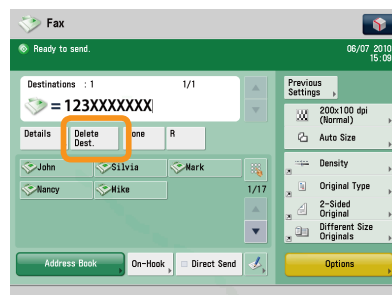 Fax
Ready to send.
06/07 2010
15:09
Destinations : 1
1/1
= 123XXXXXXX
Details
Delete
Dest.
one
R
John
Silvia
Mark
Nancy
Mike
1/17
Address Book
On-Hook
Direct Send
Previous
Settings
200x100 dpi
(Normal)
Auto Size
Density
Original Type
2-Sided
Original
Different Size
Originals
Options